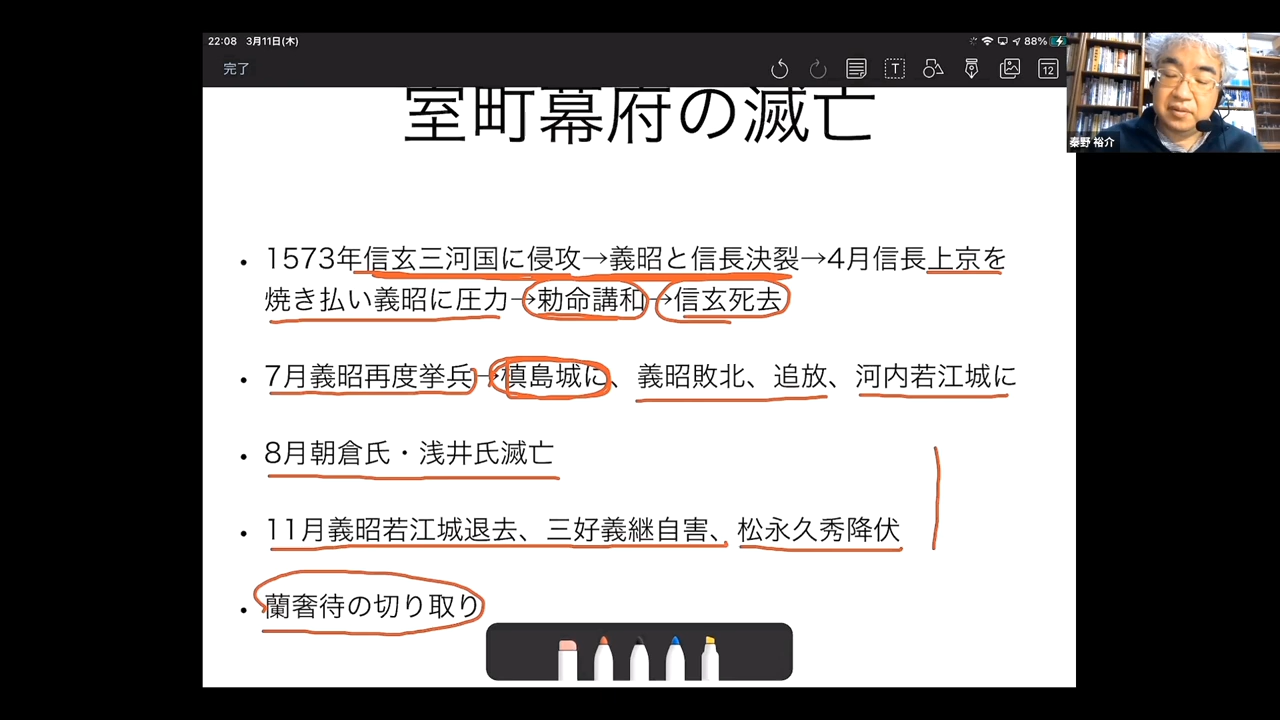 22:08 3月11日(木)
88%
完了
T
12
秦野 裕介
室町幕府の滅亡
・1573年信玄三河国に侵攻→義昭と信長決裂→4月信長上京を
焼き払い義昭に圧力→勅命講和→信玄死去
・7月義昭再度挙兵→槙島城に、義昭敗北、追放、河内若江城に
・8月朝倉氏・浅井氏滅亡
・11月義昭若江城退去、三好義継自害、松永久秀降伏
・蘭奢待の切り取り